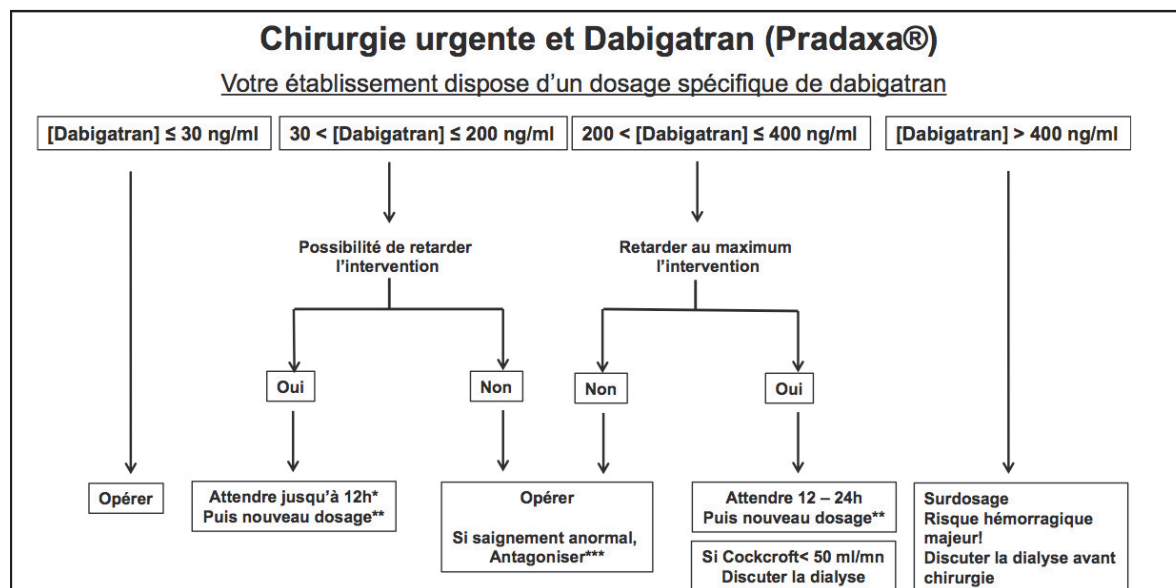 Chirurgie urgente et Dabigatran (Pradaxa®)
Votre établissement dispose d’un dosage spécifique de dabigatran
[Dabigatran] ≤ 30 ng/ml
30 < [Dabigatran] ≤ 200 ng/ml
200 < [Dabigatran] ≤ 400 ng/ml
[Dabigatran] > 400 ng/ml
Possibilité de retarder
l’intervention
Retarder au maximum
l’intervention
Oui
Non
Non
Oui
Opérer
Attendre jusqu’à 12h*
Puis nouveau dosage**
Opérer
Si saignement anormal,
Antagoniser***
Attendre 12 – 24h
Puis nouveau dosage**
Si Cockcroft< 50 ml/mn
Discuter la dialyse
Surdosage
Risque hémorragique
majeur!
Discuter la dialyse avant
chirurgie